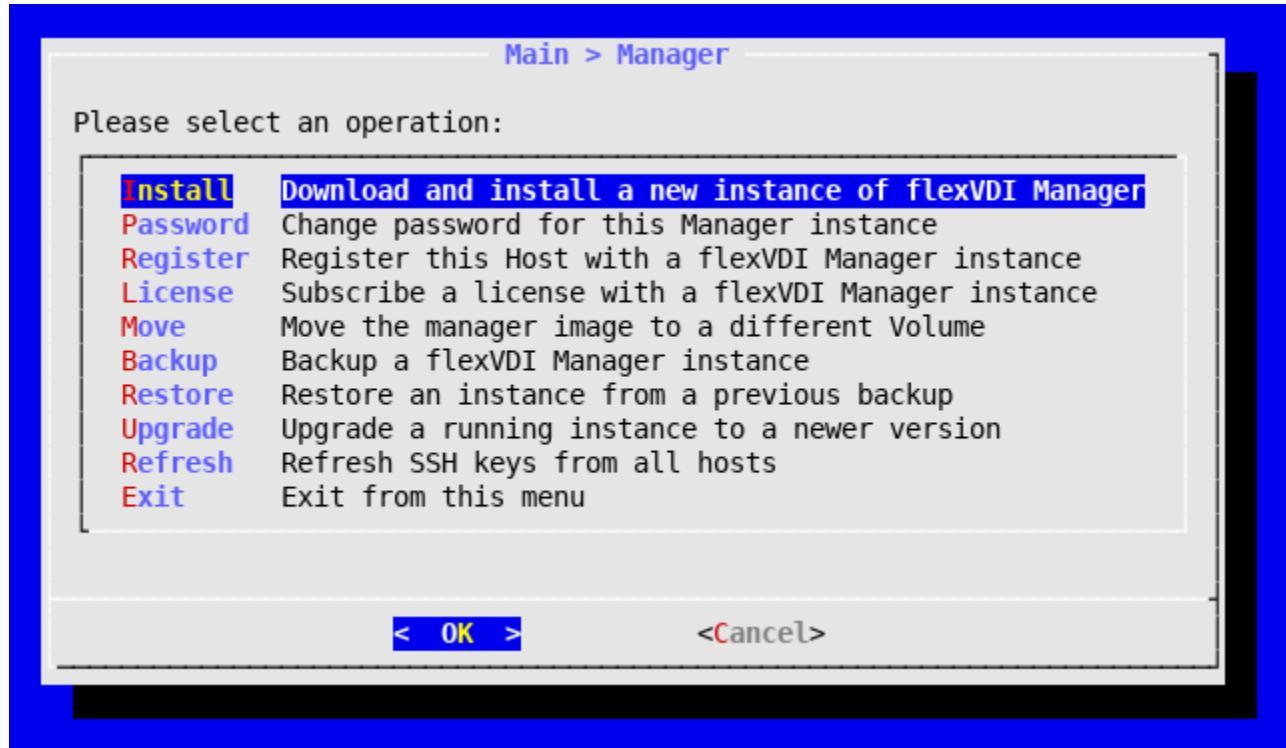 Main > Manager
Please select an operation:
Install Download and install a new instance of flexVDI Manager
Password Change password for this Manager instance
Register Register this Host with a flexVDI Manager instance
License Subscribe a license with a flexVDI Manager instance
Move Move the manager image to a different Volume
Backup Backup a flexVDI Manager instance
Restore Restore an instance from a previous backup
Upgrade Upgrade a running instance to a newer version
Refresh Refresh SSH keys from all hosts
Exit Exit from this menu
< OK > <Cancel>